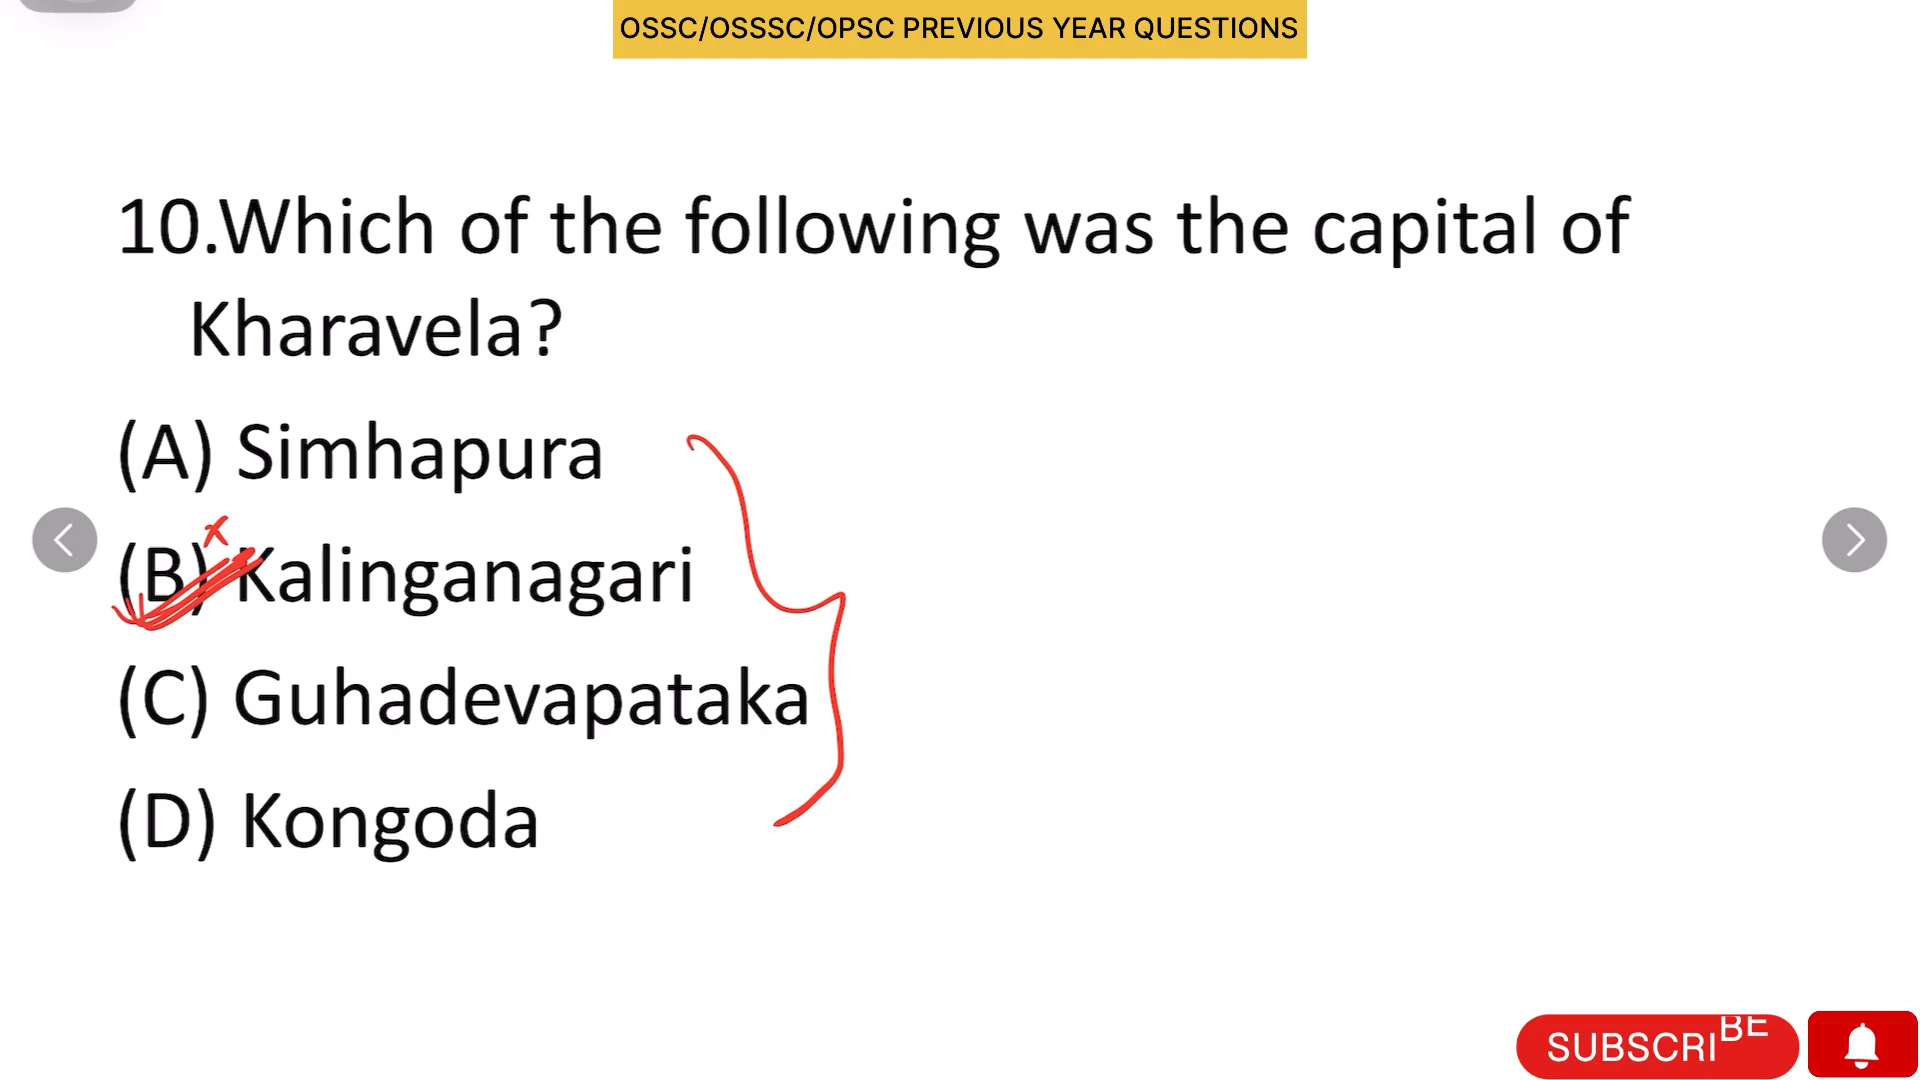 OSSC/OSSSC/OPSC PREVIOUS YEAR QUESTIONS
10.Which of the following was the capital of
Kharavela?
(A) Simhapura
(B) Kalinganagari
(C) Guhadevapataka
(D) Kongoda
SUBSCRIBE